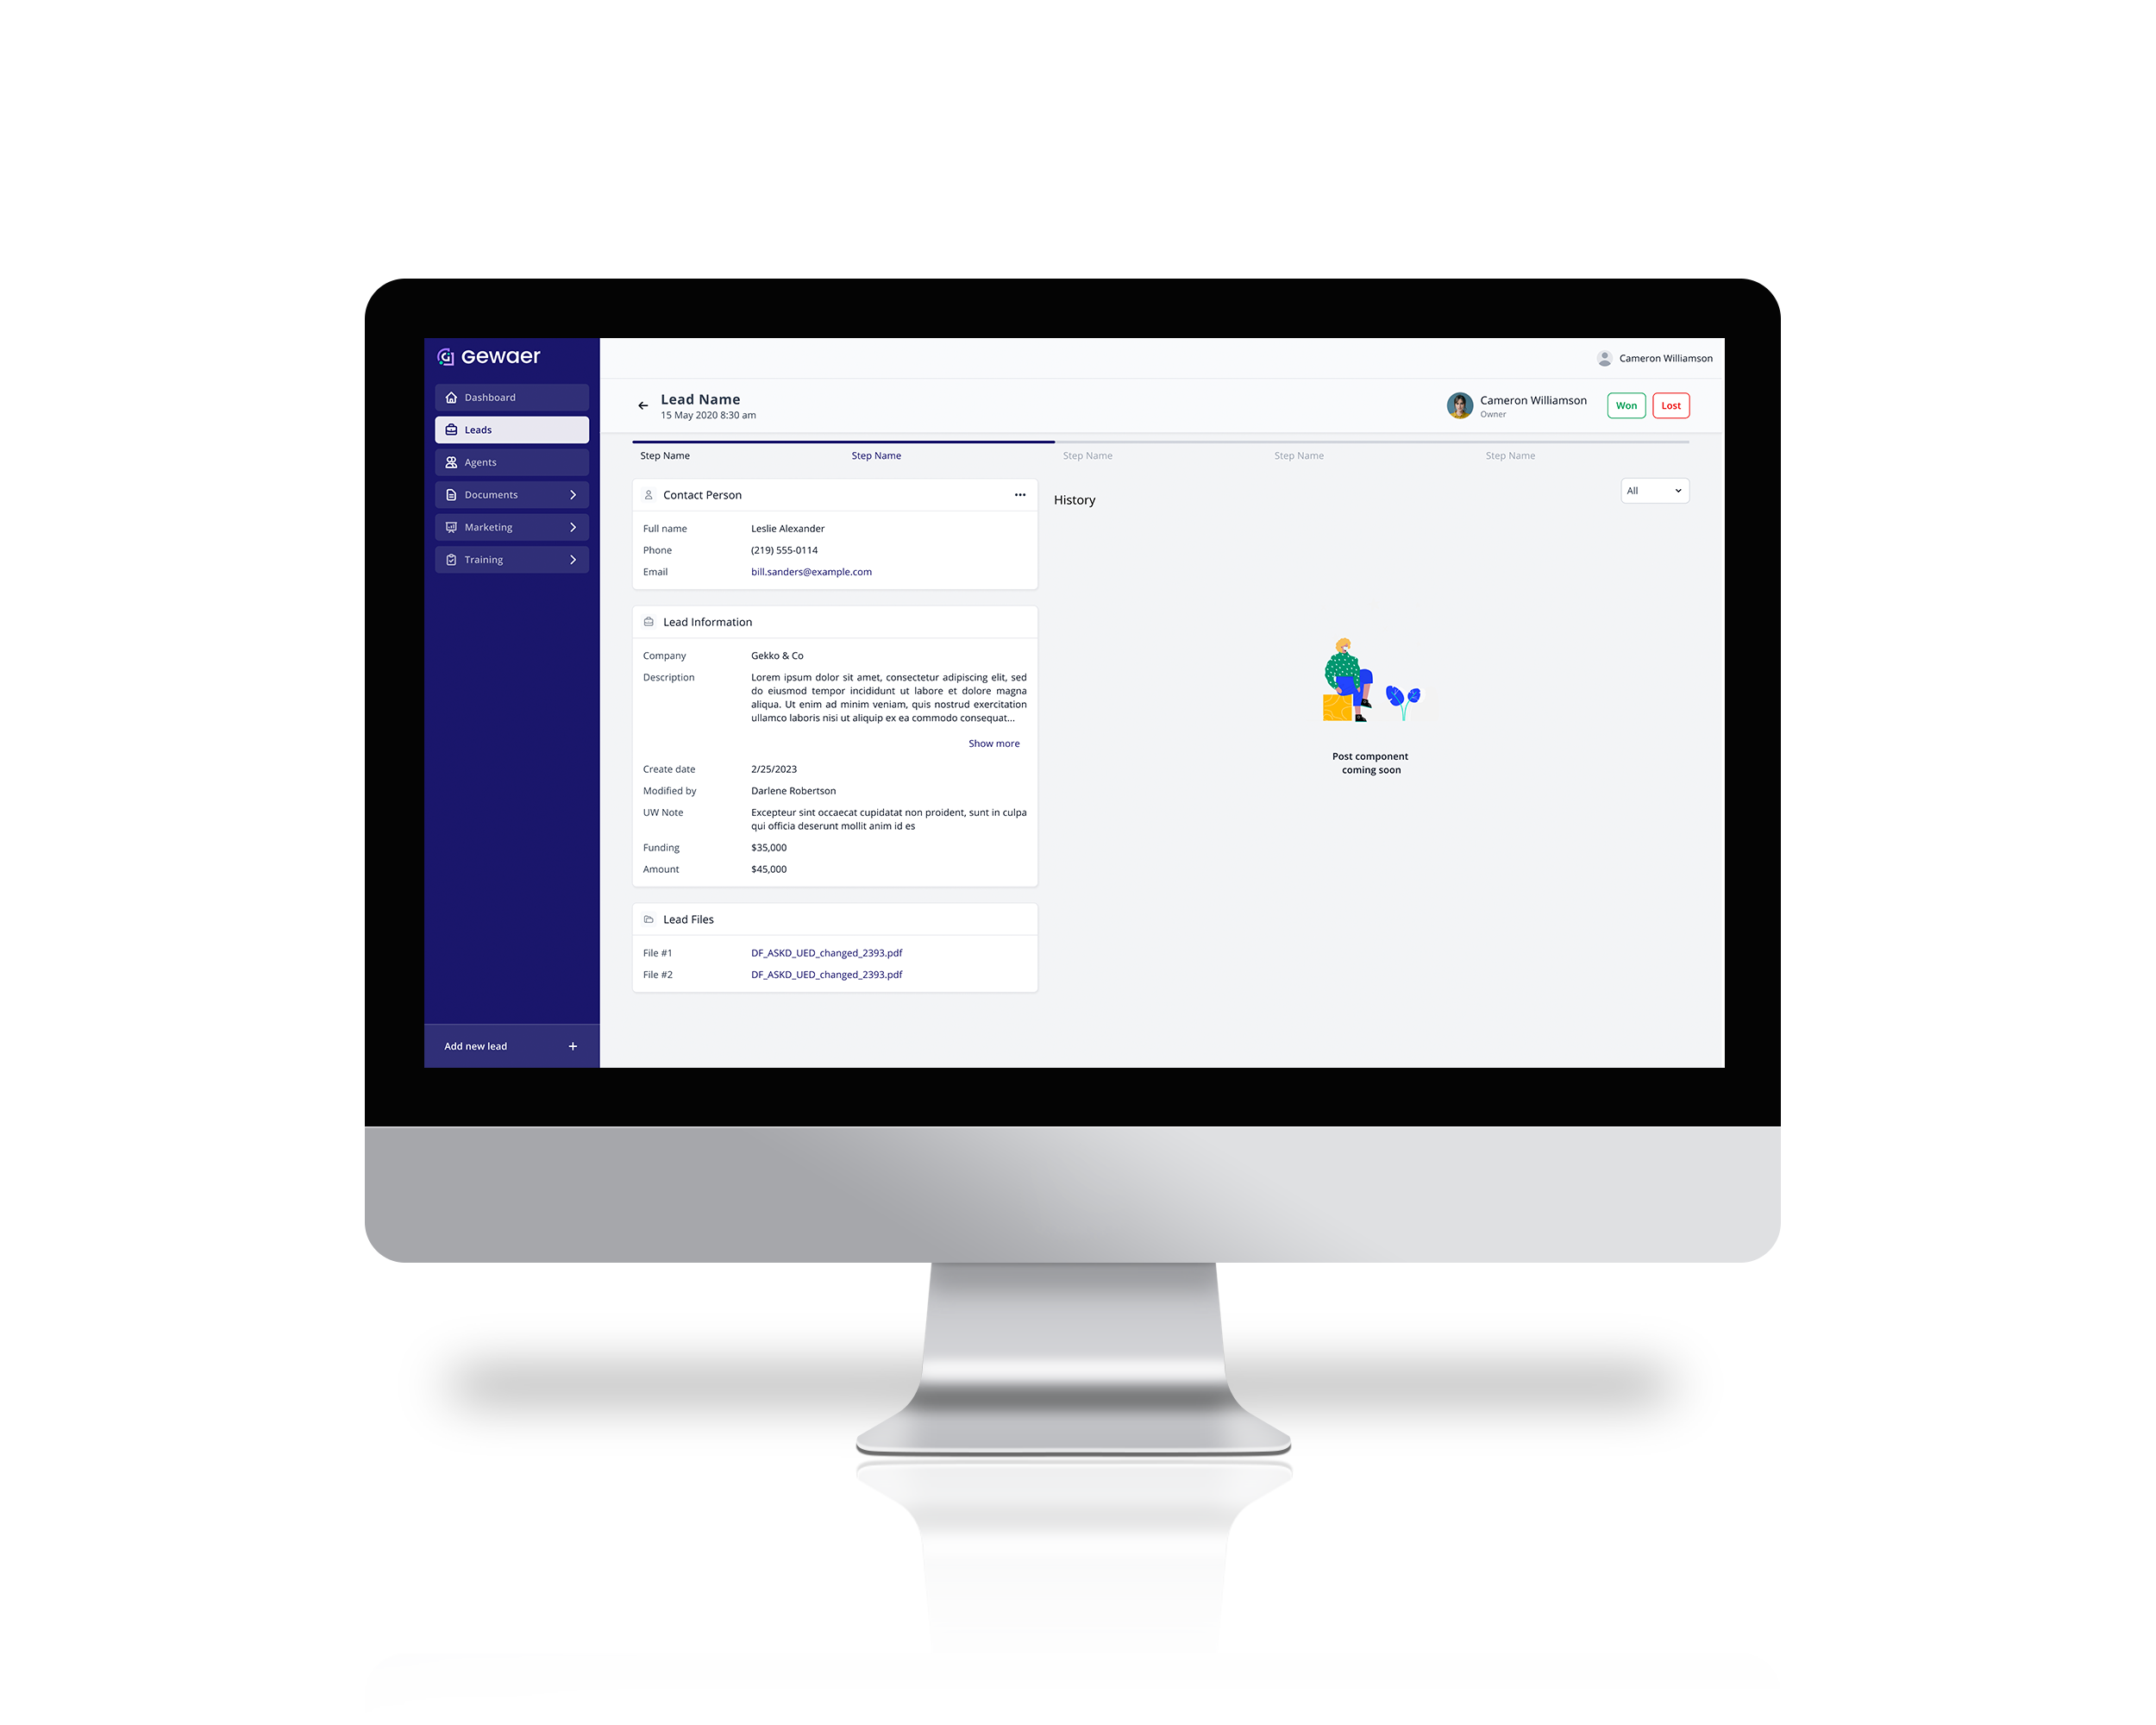 Gewaer
Cameron Williamson
Dashboard
Leads
Agents
Documents
Marketing
Training
Add new lead
Lead Name
15 May 2020 8:30 am
Cameron Williamson
Owner
Won
Lost
Step Name
Step Name
Step Name
Step Name
Step Name
Contact Person
Full name Leslie Alexander
Phone (219) 555-0114
Email bill.sanders@example.com
Lead Information
Company Gekko & Co
Description Lorem ipsum dolor sit amet, consectetur adipiscing elit, sed
do eiusmod tempor incididunt ut labore et dolore magna
aliqua. Ut enim ad minim veniam, quis nostrud exercitation
ullamco laboris nisi ut aliquip ex ea commodo consequat...
Show more
Create date 2/25/2023
Modified by Darlene Robertson
UW Note Excepteur sint occaecat cupidatat non proident, sunt in culpa
qui officia deserunt mollit anim id es
Funding $35,000
Amount $45,000
Lead Files
File #1 DF_ASKD_UED_changed_2393.pdf
File #2 DF_ASKD_UED_changed_2393.pdf
History
All
Post component
coming soon